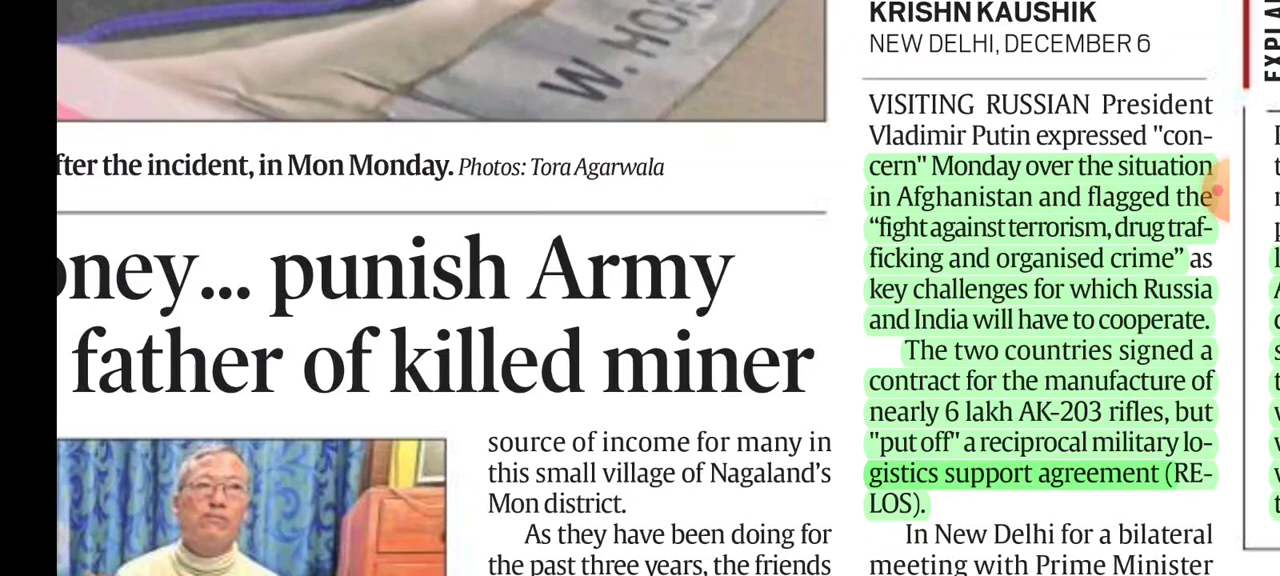 W. HO
fter the incident, in Mon Monday. Photos: Tora Agarwala
oney... punish Army
father of killed miner
source of income for many in
this small village of Nagaland's
Mon district.
As they have been doing for
the past three years, the friends
KRISHN KAUSHIK
NEW DELHI, DECEMBER 6
VISITING RUSSIAN President
Vladimir Putin expressed "con-
cern" Monday over the situation
in Afghanistan and flagged the
“fight against terrorism, drug traf-
ficking and organised crime” as
key challenges for which Russia
and India will have to cooperate.
The two countries signed a
contract for the manufacture of
nearly 6 lakh AK-203 rifles, but
"put off" a reciprocal military lo-
gistics support agreement (RE-
LOS).
In New Delhi for a bilateral
meeting with Prime Minister
EXPLA